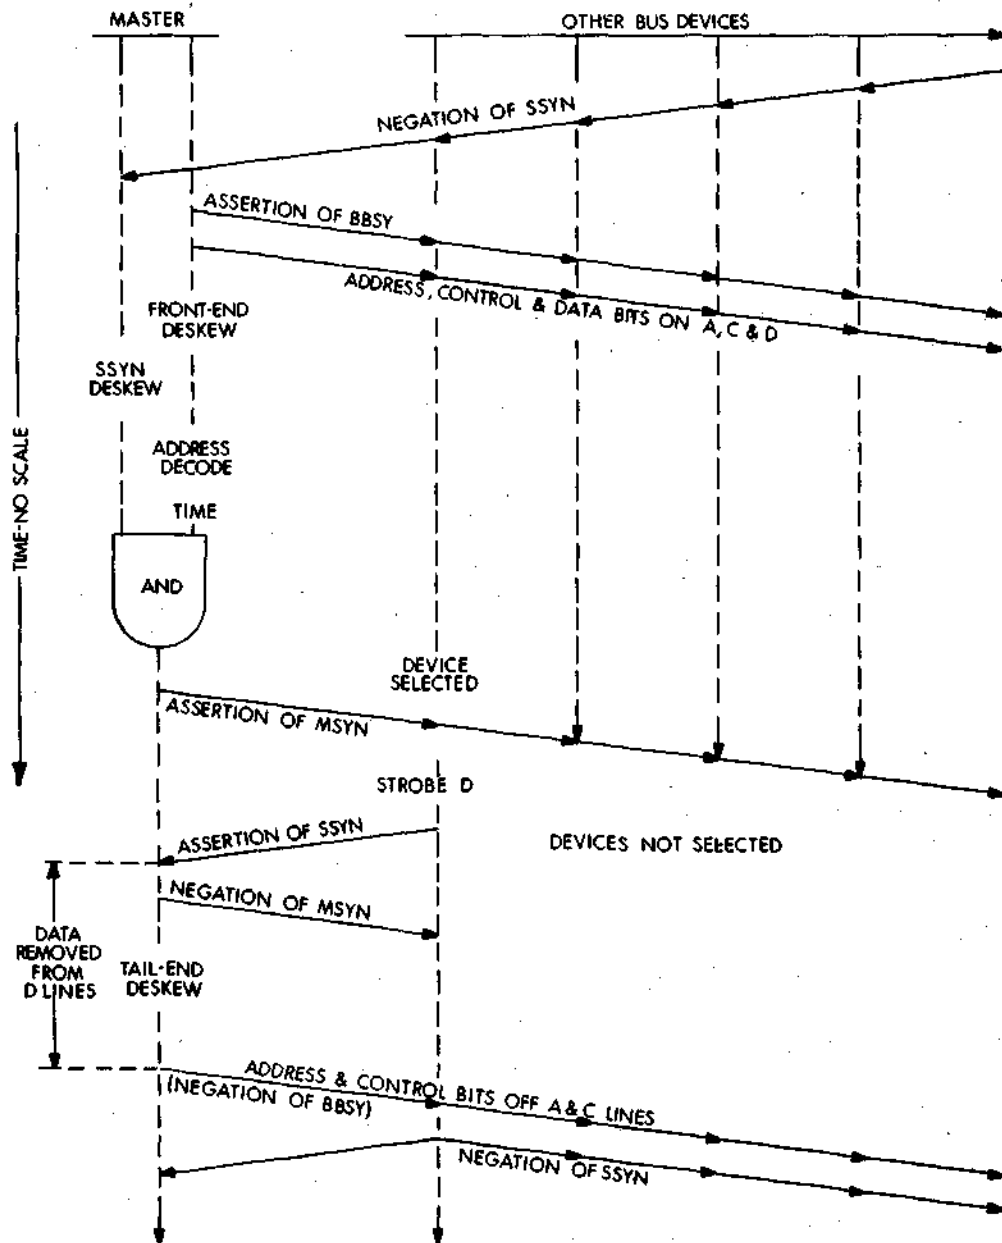 MASTER
OTHER BUS DEVICES
NEGATION OF SSYN
ASSERTION OF BBSY
ADDRESS, CONTROL & DATA BITS ON A, C & D
FRONT-END
DESKEW
SSYN
DESKEW
ADDRESS
DECODE
TIME
TIME-NO SCALE
AND
DEVICE
SELECTED
ASSERTION OF MSYN
STROBE D
ASSERTION OF SSYN
DEVICES NOT SELECTED
NEGATION OF MSYN
DATA
REMOVED
FROM
D LINES
TAIL-END
DESKEW
ADDRESS & CONTROL BITS OFF A & C LINES
(NEGATION OF BBSY)
NEGATION OF SSYN